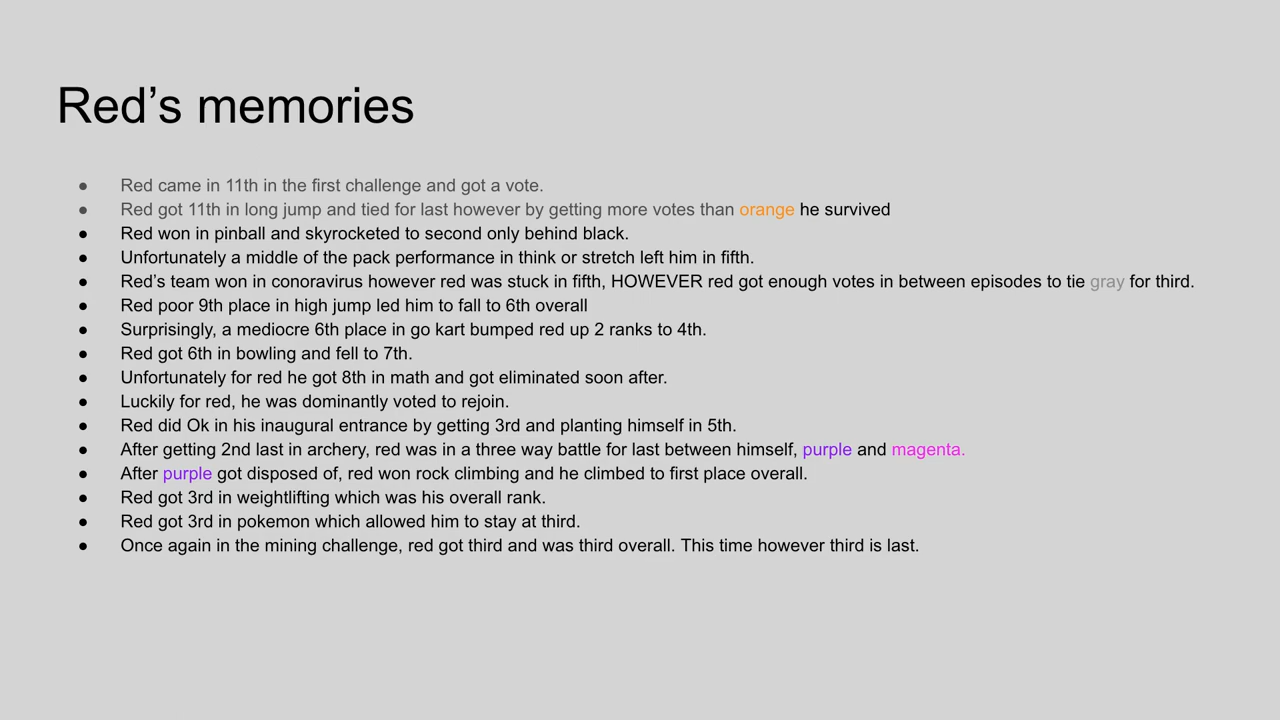 Red’s memories
● Red came in 11th in the first challenge and got a vote.
● Red got 11th in long jump and tied for last however by getting more votes than orange he survived
● Red won in pinball and skyrocketed to second only behind black.
● Unfortunately a middle of the pack performance in think or stretch left him in fifth.
● Red’s team won in conoravirus however red was stuck in fifth, HOWEVER red got enough votes in between episodes to tie gray for third.
● Red poor 9th place in high jump led him to fall to 6th overall
● Surprisingly, a mediocre 6th place in go kart bumped red up 2 ranks to 4th.
● Red got 6th in bowling and fell to 7th.
● Unfortunately for red he got 8th in math and got eliminated soon after.
● Luckily for red, he was dominantly voted to rejoin.
● Red did Ok in his inaugural entrance by getting 3rd and planting himself in 5th.
● After getting 2nd last in archery, red was in a three way battle for last between himself, purple and magenta.
● After purple got disposed of, red won rock climbing and he climbed to first place overall.
● Red got 3rd in weightlifting which was his overall rank.
● Red got 3rd in pokemon which allowed him to stay at third.
● Once again in the mining challenge, red got third and was third overall. This time however third is last.